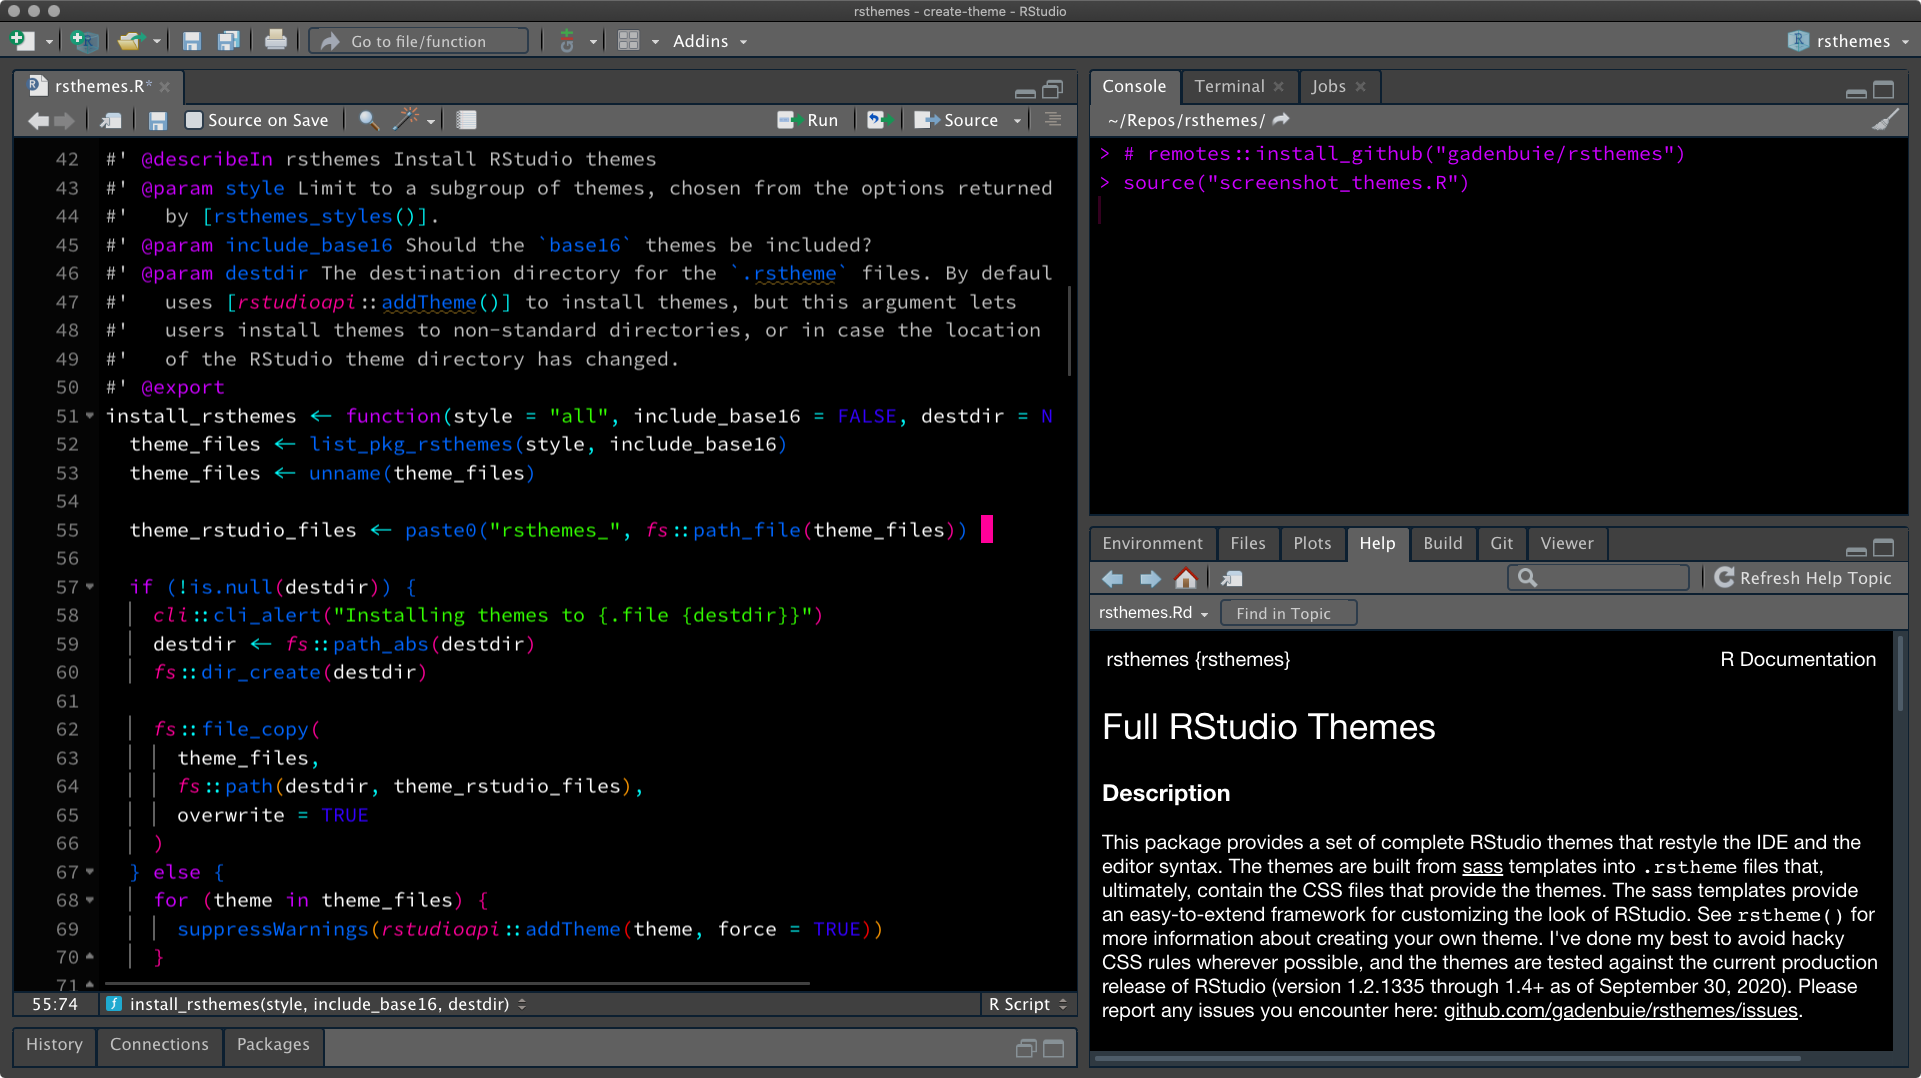 rsthemes - create-theme - RStudio
Go to file/function
Addins
rsthemes
rsthemes.R*
Source on Save
Run
Source
42 #' @describeIn rsthemes Install RStudio themes
43 #' @param style Limit to a subgroup of themes, chosen from the options returned
44 #'   by [rsthemes_styles()].
45 #' @param include_base16 Should the `base16` themes be included?
46 #' @param destdir The destination directory for the `.rstheme` files. By defaul
47 #'   uses [rstudioapi::addTheme()] to install themes, but this argument lets
48 #'   users install themes to non-standard directories, or in case the location
49 #'   of the RStudio theme directory has changed.
50 #' @export
51 install_rsthemes <- function(style = "all", include_base16 = FALSE, destdir = N
52   theme_files <- list_pkg_rsthemes(style, include_base16)
53   theme_files <- unname(theme_files)
54
55   theme_rstudio_files <- paste0("rsthemes_", fs::path_file(theme_files))
56
57   if (!is.null(destdir)) {
58     cli::cli_alert("Installing themes to {.file {destdir}}")
59     destdir <- fs::path_abs(destdir)
60     fs::dir_create(destdir)
61
62     fs::file_copy(
63       theme_files,
64       fs::path(destdir, theme_rstudio_files),
65       overwrite = TRUE
66     )
67   } else {
68     for (theme in theme_files) {
69       suppressWarnings(rstudioapi::addTheme(theme, force = TRUE))
70     }
71
55:74 install_rsthemes(style, include_base16, destdir) R Script
History Connections Packages
Console Terminal Jobs
~/Repos/rsthemes/
> # remotes::install_github("gadenbuie/rsthemes")
> source("screenshot_themes.R")
Environment Files Plots Help Build Git Viewer
Refresh Help Topic
rsthemes.Rd Find in Topic
rsthemes {rsthemes} R Documentation
Full RStudio Themes
Description
This package provides a set of complete RStudio themes that restyle the IDE and the
editor syntax. The themes are built from sass templates into .rstheme files that,
ultimately, contain the CSS files that provide the themes. The sass templates provide
an easy-to-extend framework for customizing the look of RStudio. See rstheme() for
more information about creating your own theme. I've done my best to avoid hacky
CSS rules wherever possible, and the themes are tested against the current production
release of RStudio (version 1.2.1335 through 1.4+ as of September 30, 2020). Please
report any issues you encounter here: github.com/gadenbuie/rsthemes/issues.